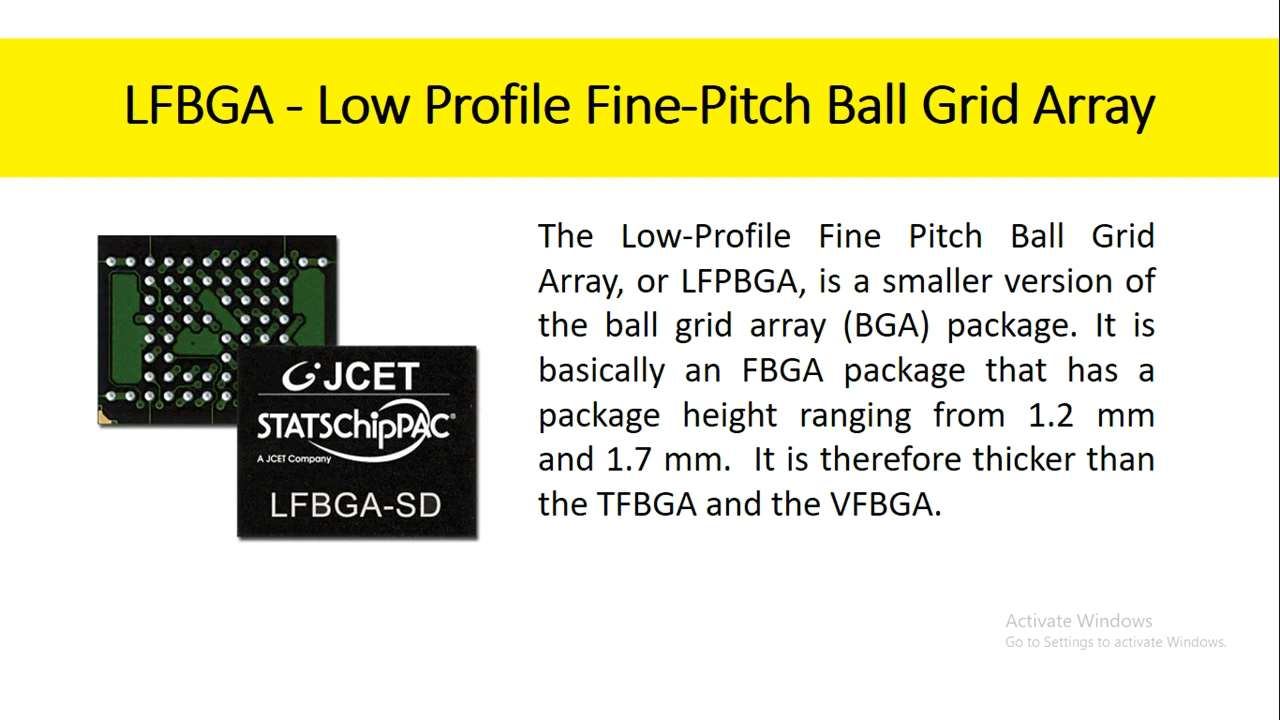 LFBGA - Low Profile Fine-Pitch Ball Grid Array
The Low-Profile Fine Pitch Ball Grid
Array, or LFPBGA, is a smaller version of
the ball grid array (BGA) package. It is
basically an FBGA package that has a
package height ranging from 1.2 mm
and 1.7 mm.  It is therefore thicker than
the TFBGA and the VFBGA.
JCET
STATSChipPAC®
A JCET Company
LFBGA-SD
Activate Windows
Go to Settings to activate Windows.